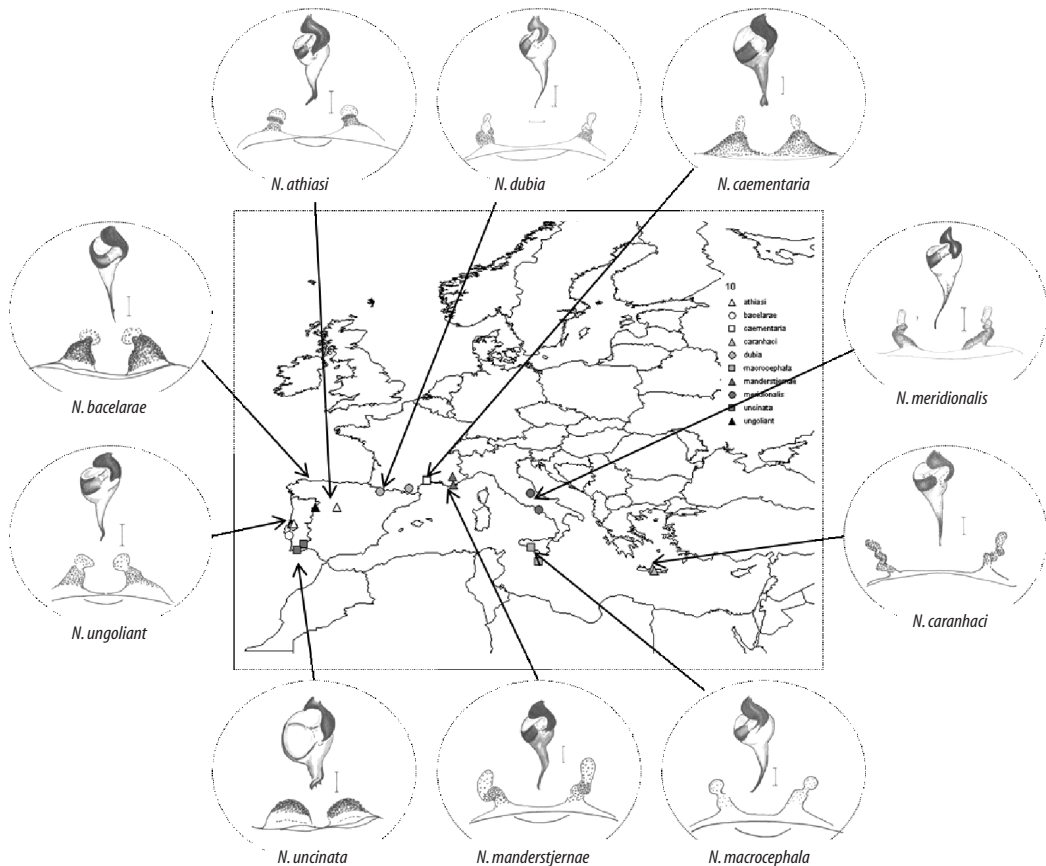 N. athiasi
N. dubia
N. caementaria
N. bacelarae
N. meridionalis
10
athiasi
bacelarae
caementaria
caranhaci
dubia
macrocephala
manderstjernae
meridionalis
uncinata
ungoliant
N. ungoliant
N. caranhaci
N. uncinata
N. manderstjernae
N. macrocephala